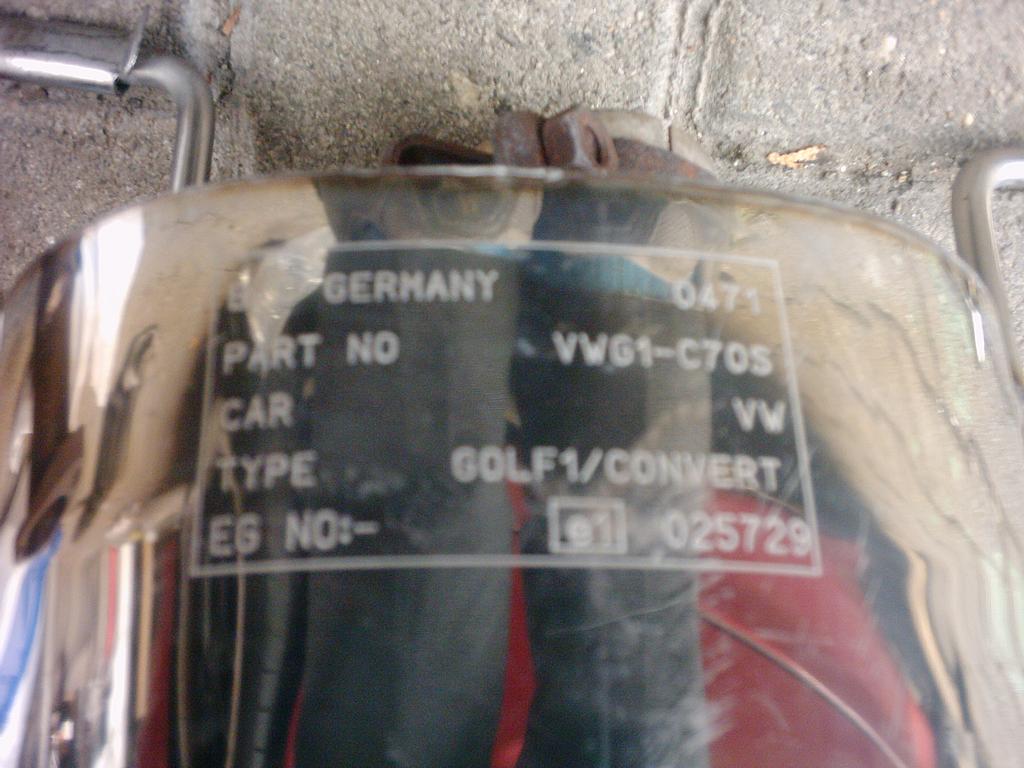 GERMANY 0471
PART NO VWG1-C70S
CAR VW
TYPE GOLF1/CONVERT
EG NO:- e1 025729